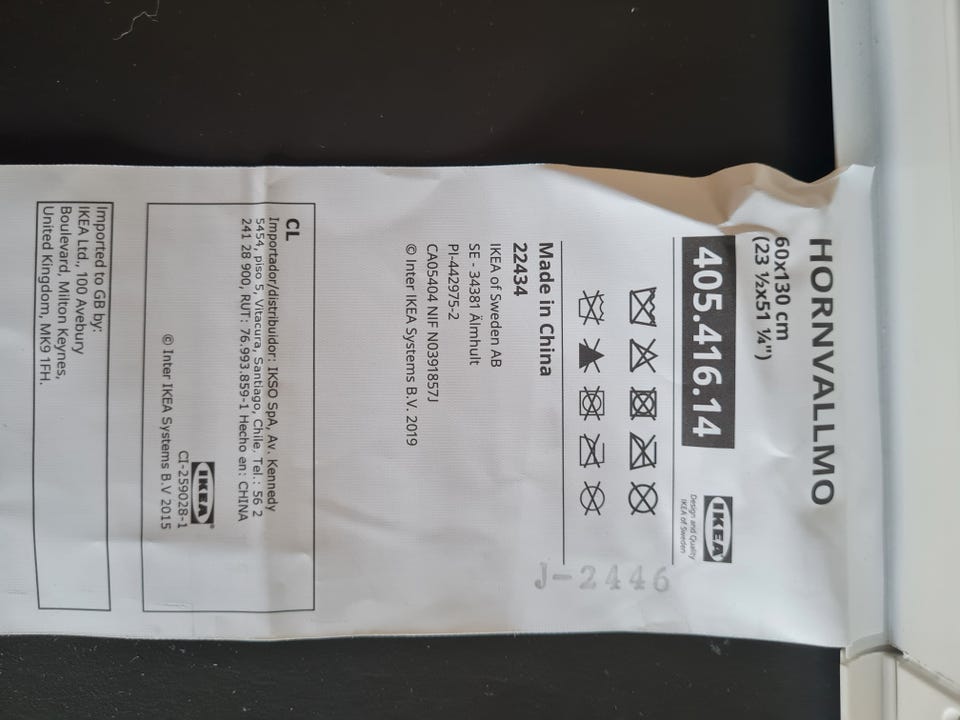 HORNVALLMO
60x130 cm
(23 ½x51 ¼")
405.416.14
IKEA
Design and Quality
IKEA of Sweden
J-2446
Made in China
22434
IKEA of Sweden AB
SE - 34381 Älmhult
PI-442975-2
CA05404 NIF N0391857J
© Inter IKEA Systems B.V. 2019
CL
Importador/distribuidor: IKSO SpA, Av. Kennedy
5454, piso 5, Vitacura, Santiago, Chile, Tel.: 56 2
241 28 900, RUT: 76.993.859-1 Hecho en: CHINA
IKEA®
CI-259028-1
© Inter IKEA Systems B.V 2015
Imported to GB by:
IKEA Ltd., 100 Avebury
Boulevard, Milton Keynes,
United Kingdom, MK9 1FH.